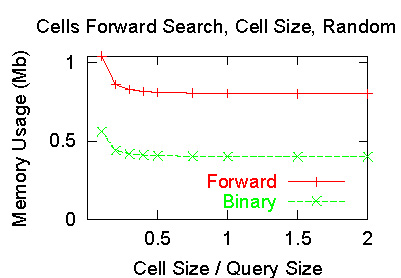 Cells Forward Search, Cell Size, Random
Memory Usage (Mb)
1
0.5
0
Forward
Binary
0.5 1 1.5 2
Cell Size / Query Size